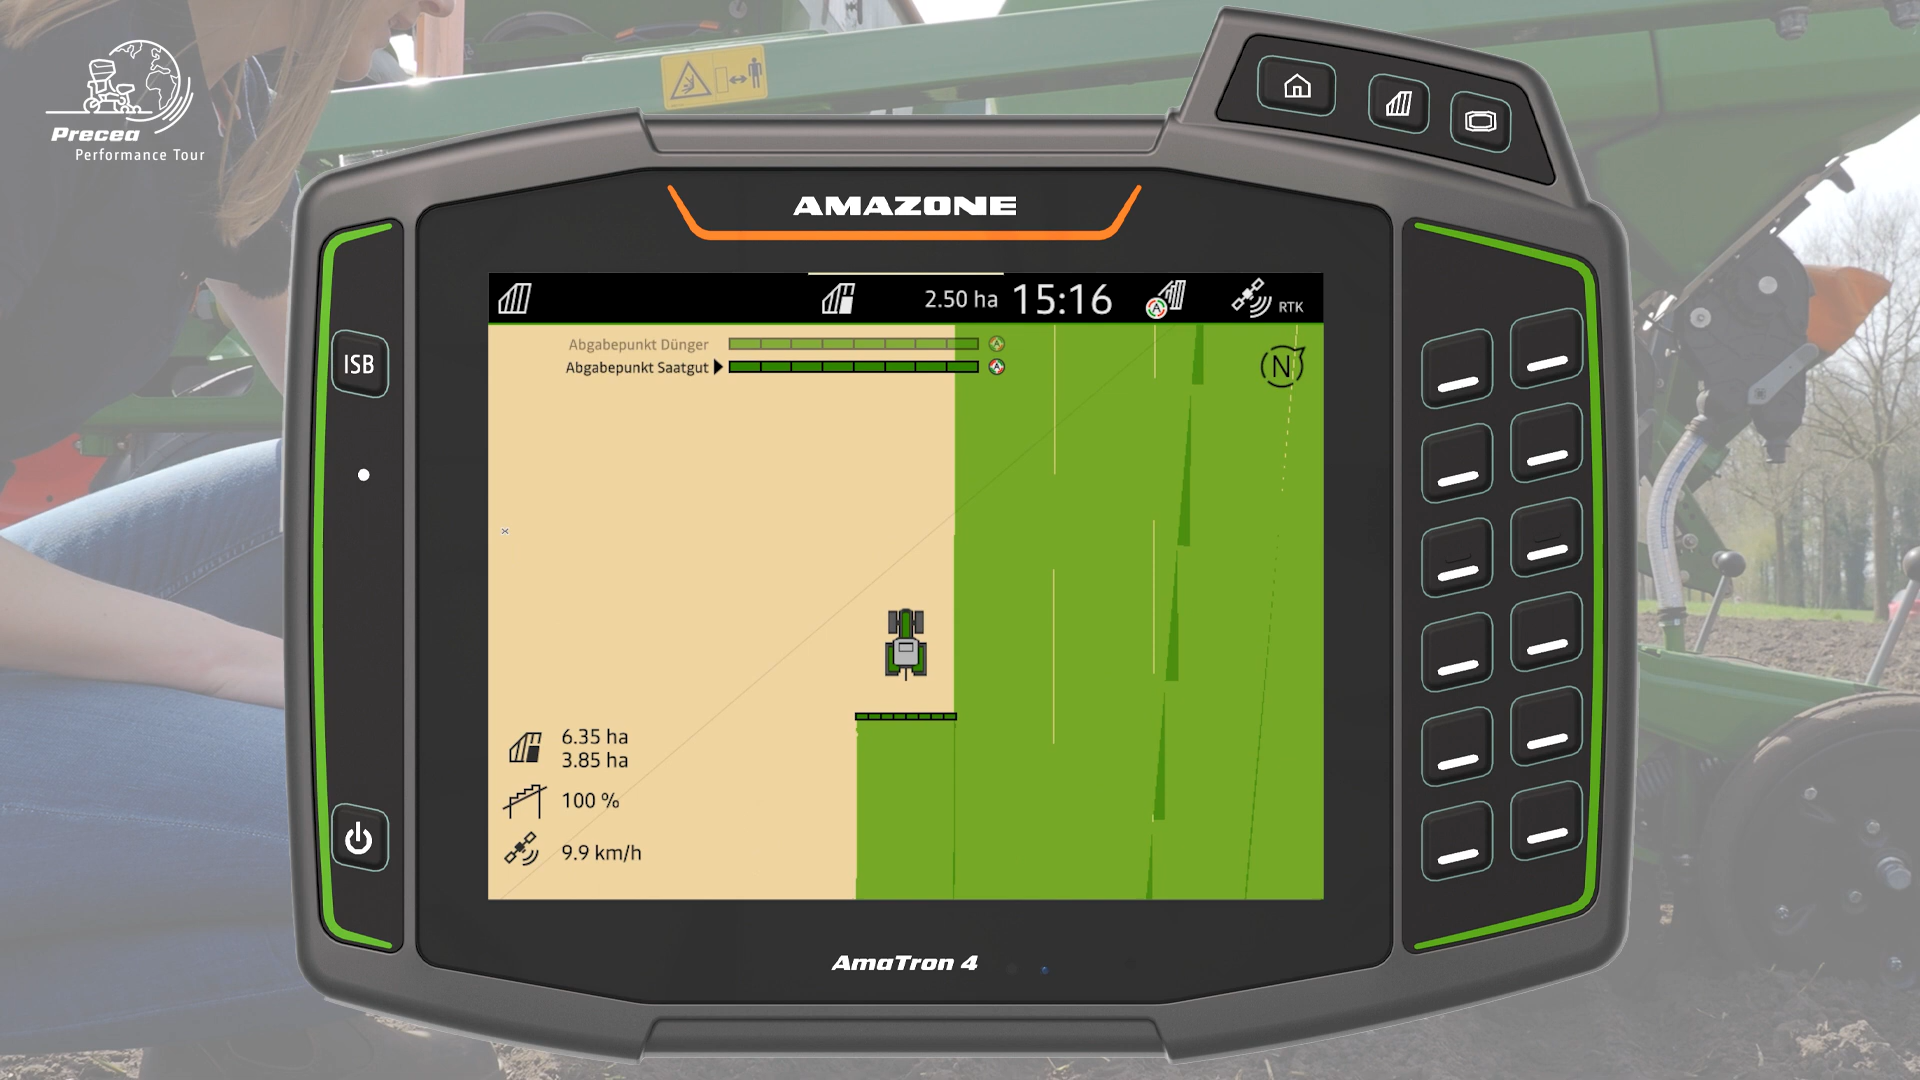 Precea
Performance Tour
AMAZONE
2.50 ha 15:16 RTK
Abgabepunkt Dünger
Abgabepunkt Saatgut
N
ISB
6.35 ha
3.85 ha
100 %
9.9 km/h
AmaTron 4